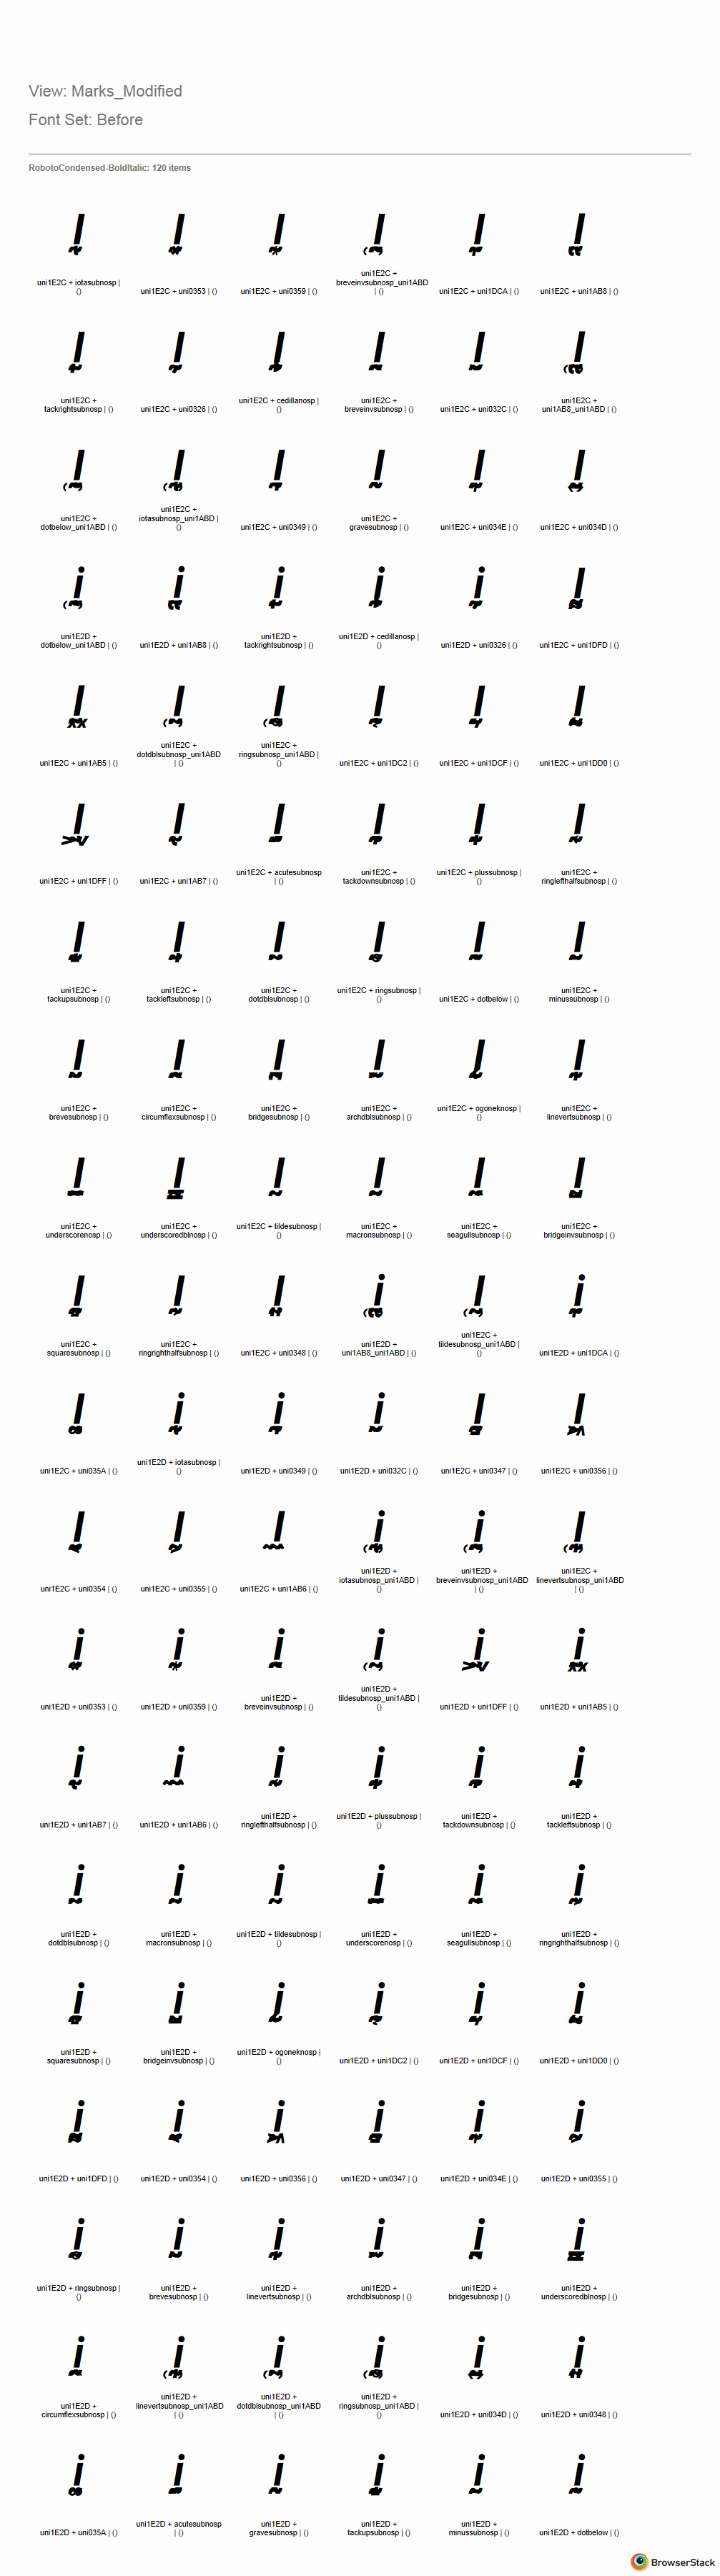 View: Marks_Modified
Font Set: Before
RobotoCondensed-BoldItalic: 120 items
uni1E2C + iotasubnosp |
()
uni1E2C + uni0353 | ()
uni1E2C + uni0359 | ()
uni1E2C +
breveinvsubnosp_uni1ABD
| ()
uni1E2C + uni1DCA | ()
uni1E2C + uni1AB8 | ()
uni1E2C +
tackrightsubnosp | ()
uni1E2C + uni0326 | ()
uni1E2C + cedillanosp |
()
uni1E2C +
breveinvsubnosp | ()
uni1E2C + uni032C | ()
uni1E2C +
uni1AB8_uni1ABD | ()
uni1E2C +
dotbelow_uni1ABD | ()
uni1E2C +
iotasubnosp_uni1ABD |
()
uni1E2C + uni0349 | ()
uni1E2C +
gravesubnosp | ()
uni1E2C + uni034E | ()
uni1E2C + uni034D | ()
uni1E2D +
dotbelow_uni1ABD | ()
uni1E2D + uni1AB8 | ()
uni1E2D +
tackrightsubnosp | ()
uni1E2D + cedillanosp |
()
uni1E2D + uni0326 | ()
uni1E2C + uni1DFD | ()
uni1E2C + uni1AB5 | ()
uni1E2C +
dotdblsubnosp_uni1ABD
| ()
uni1E2C +
ringsubnosp_uni1ABD |
()
uni1E2C + uni1DC2 | ()
uni1E2C + uni1DCF | ()
uni1E2C + uni1DD0 | ()
uni1E2C + uni1DFF | ()
uni1E2C + uni1AB7 | ()
uni1E2C + acutesubnosp
| ()
uni1E2C +
tackdownsubnosp | ()
uni1E2C + plussubnosp |
()
uni1E2C +
ringlefthalfsubnosp | ()
uni1E2C +
tackupsubnosp | ()
uni1E2C +
tackleftsubnosp | ()
uni1E2C +
dotdblsubnosp | ()
uni1E2C + ringsubnosp |
()
uni1E2C + dotbelow | ()
uni1E2C +
minussubnosp | ()
uni1E2C +
brevesubnosp | ()
uni1E2C +
circumflexsubnosp | ()
uni1E2C +
bridgesubnosp | ()
uni1E2C +
archdblsubnosp | ()
uni1E2C + ogoneknosp |
()
uni1E2C +
linevertsubnosp | ()
uni1E2C +
underscorenosp | ()
uni1E2C +
underscoredblnosp | ()
uni1E2C + tildesubnosp |
()
uni1E2C +
macronsubnosp | ()
uni1E2C +
seagullsubnosp | ()
uni1E2C +
bridgeinvsubnosp | ()
uni1E2C +
squaresubnosp | ()
uni1E2C +
ringrighthalfsubnosp | ()
uni1E2C + uni0348 | ()
uni1E2D +
uni1AB8_uni1ABD | ()
uni1E2C +
tildesubnosp_uni1ABD |
()
uni1E2D + uni1DCA | ()
uni1E2C + uni035A | ()
uni1E2D + iotasubnosp |
()
uni1E2D + uni0349 | ()
uni1E2D + uni032C | ()
uni1E2C + uni0347 | ()
uni1E2C + uni0356 | ()
uni1E2C + uni0354 | ()
uni1E2C + uni0355 | ()
uni1E2C + uni1AB6 | ()
uni1E2D +
iotasubnosp_uni1ABD |
()
uni1E2D +
breveinvsubnosp_uni1ABD
| ()
uni1E2C +
linevertsubnosp_uni1ABD
| ()
uni1E2D + uni0353 | ()
uni1E2D + uni0359 | ()
uni1E2D +
breveinvsubnosp | ()
uni1E2D +
tildesubnosp_uni1ABD |
()
uni1E2D + uni1DFF | ()
uni1E2D + uni1AB5 | ()
uni1E2D + uni1AB7 | ()
uni1E2D + uni1AB6 | ()
uni1E2D +
ringlefthalfsubnosp | ()
uni1E2D + plussubnosp |
()
uni1E2D +
tackdownsubnosp | ()
uni1E2D +
tackleftsubnosp | ()
uni1E2D +
dotdblsubnosp | ()
uni1E2D +
macronsubnosp | ()
uni1E2D + tildesubnosp |
()
uni1E2D +
underscorenosp | ()
uni1E2D +
seagullsubnosp | ()
uni1E2D +
ringrighthalfsubnosp | ()
uni1E2D +
squaresubnosp | ()
uni1E2D +
bridgeinvsubnosp | ()
uni1E2D + ogoneknosp |
()
uni1E2D + uni1DC2 | ()
uni1E2D + uni1DCF | ()
uni1E2D + uni1DD0 | ()
uni1E2D + uni1DFD | ()
uni1E2D + uni0354 | ()
uni1E2D + uni0356 | ()
uni1E2D + uni0347 | ()
uni1E2D + uni034E | ()
uni1E2D + uni0355 | ()
uni1E2D + ringsubnosp |
()
uni1E2D +
brevesubnosp | ()
uni1E2D +
linevertsubnosp | ()
uni1E2D +
archdblsubnosp | ()
uni1E2D +
bridgesubnosp | ()
uni1E2D +
underscoredblnosp | ()
uni1E2D +
circumflexsubnosp | ()
uni1E2D +
linevertsubnosp_uni1ABD
| ()
uni1E2D +
dotdblsubnosp_uni1ABD
| ()
uni1E2D +
ringsubnosp_uni1ABD |
()
uni1E2D + uni034D | ()
uni1E2D + uni0348 | ()
uni1E2D + uni035A | ()
uni1E2D + acutesubnosp
| ()
uni1E2D +
gravesubnosp | ()
uni1E2D +
tackupsubnosp | ()
uni1E2D +
minussubnosp | ()
uni1E2D + dotbelow | ()
BrowserStack